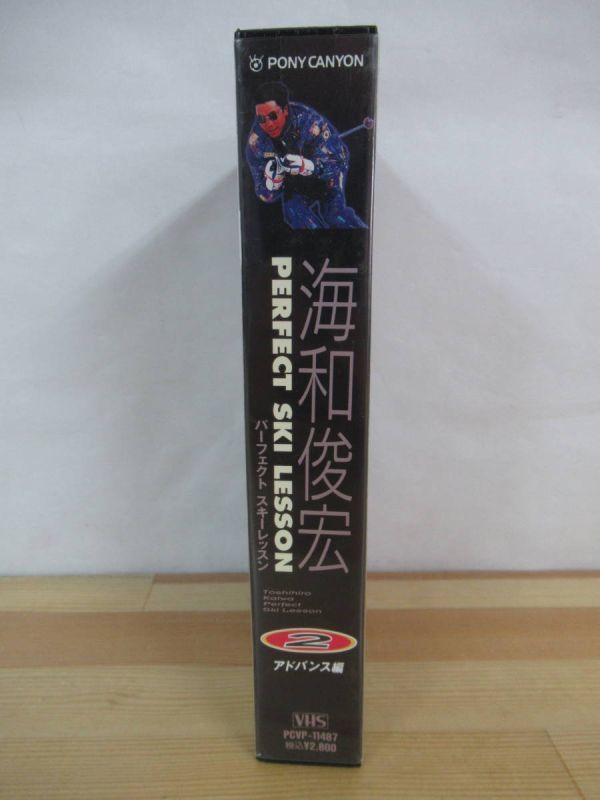 PONY CANYON
海和俊宏
PERFECT SKI LESSON
パーフェクト スキーレッスン
Toshihiro
Kaiwa
Perfect
Ski Lesson
2
アドバンス編
VHS
PCVP-11487
税込¥2,800